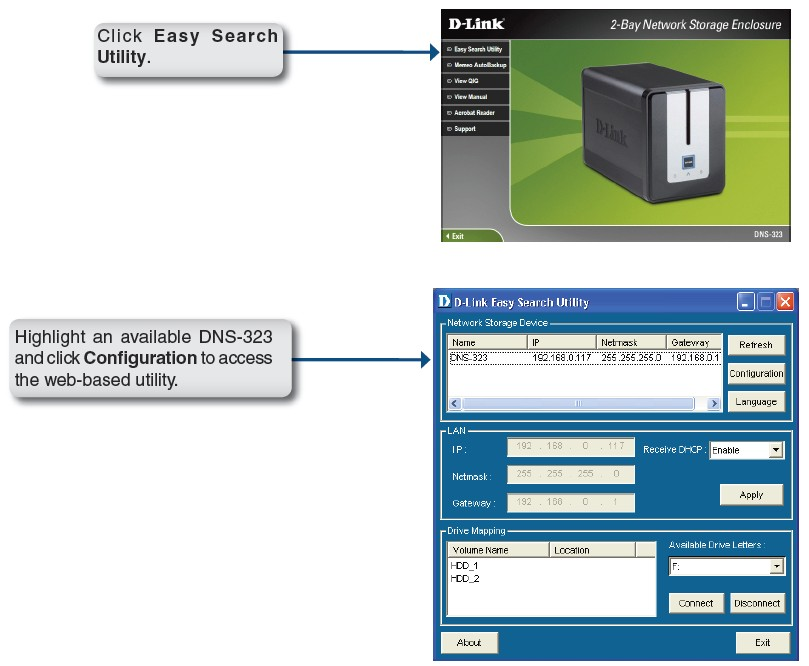 Click Easy Search
Utility.
D-Link
2-Bay Network Storage Enclosure
Easy Search Utility
Memeo AutoBackup
View QIG
View Manual
Acrobat Reader
Support
D-Link
Exit
DNS-323
Highlight an available DNS-323
and click Configuration to access
the web-based utility.
D-Link Easy Search Utility
Network Storage Device
Name IP Netmask Gateway
DNS-323 192.168.0.117 255.255.255.0 192.168.0.1
Refresh
Configuration
Language
LAN
IP : 192 . 168 . 0 . 117 Receive DHCP : Enable
Netmask : 255 . 255 . 255 . 0
Gateway : 192 . 168 . 0 . 1
Apply
Drive Mapping
Volume Name Location
HDD_1
HDD_2
Available Drive Letters :
F:
Connect Disconnect
About Exit